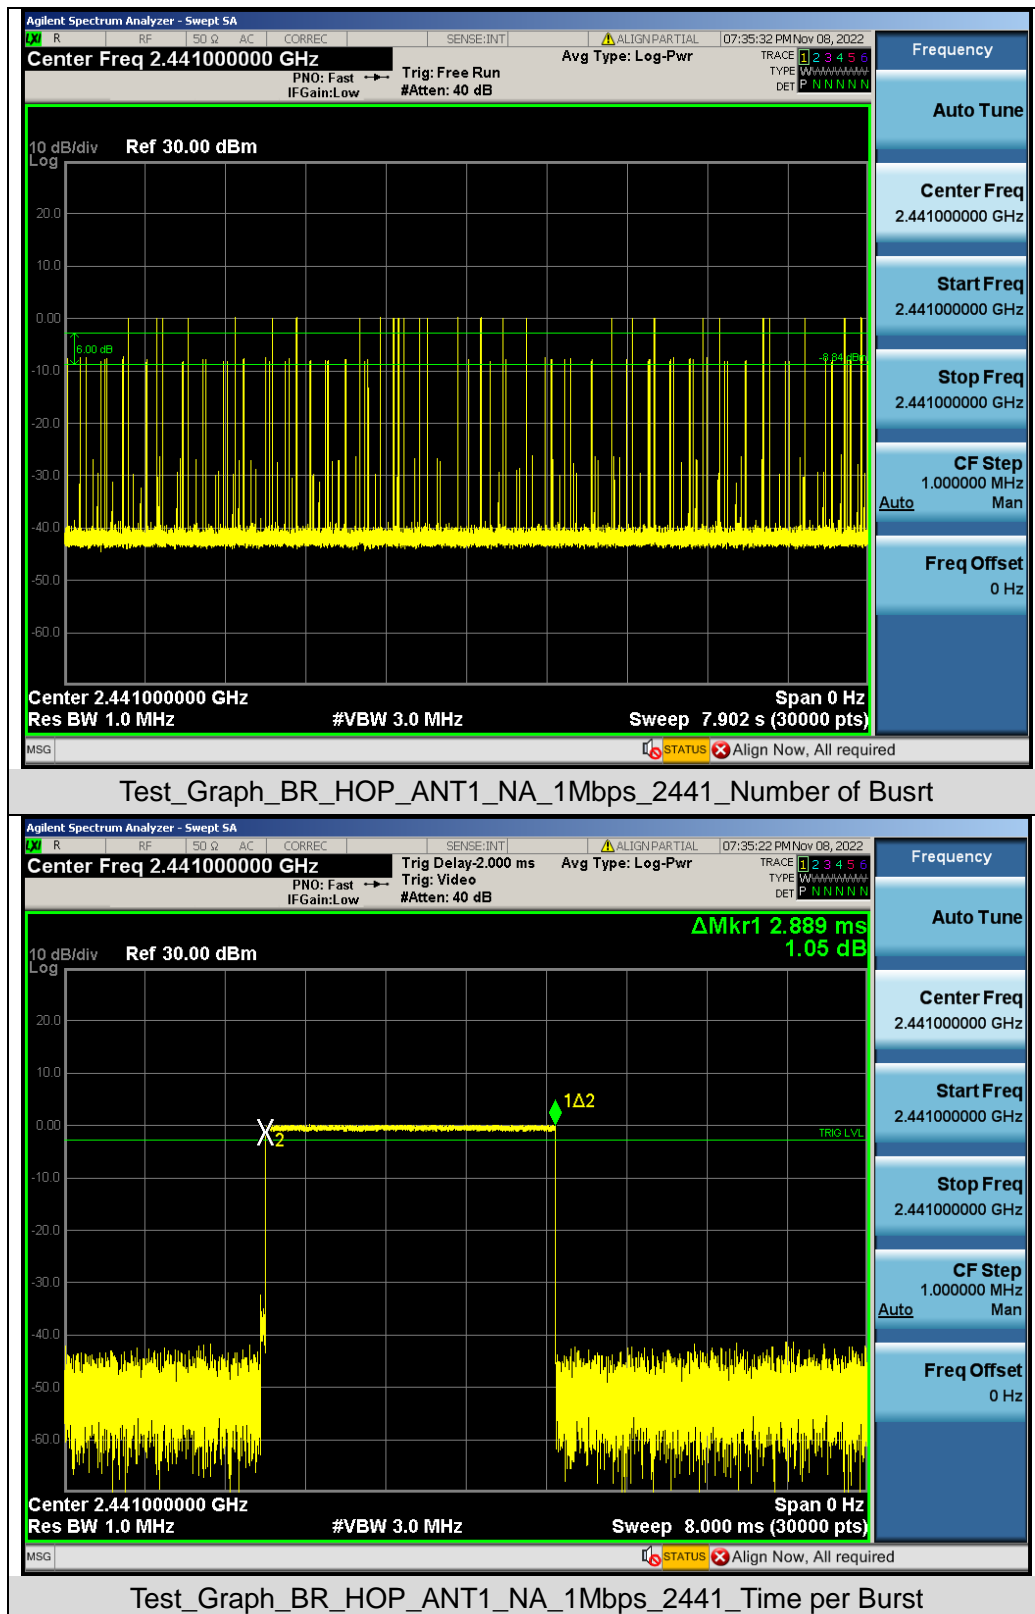 Agilent Spectrum Analyzer - Swept SA
LXI R RF 50 Ω AC CORREC SENSE:INT ALIGN PARTIAL 07:35:32 PM Nov 08, 2022
Center Freq 2.441000000 GHz
PNO: Fast
IFGain:Low
Trig: Free Run
#Atten: 40 dB
Avg Type: Log-Pwr
TRACE 1 2 3 4 5 6
TYPE W
DET P N N N N N
10 dB/div Ref 30.00 dBm
Log
20.0
10.0
0.00
6.00 dB
-8.84 dBm
-10.0
-20.0
-30.0
-40.0
-50.0
-60.0
Center 2.441000000 GHz Span 0 Hz
Res BW 1.0 MHz #VBW 3.0 MHz Sweep 7.902 s (30000 pts)
MSG STATUS Align Now, All required
Frequency
Auto Tune
Center Freq
2.441000000 GHz
Start Freq
2.441000000 GHz
Stop Freq
2.441000000 GHz
CF Step
1.000000 MHz
Auto Man
Freq Offset
0 Hz
Test_Graph_BR_HOP_ANT1_NA_1Mbps_2441_Number of Busrt
Agilent Spectrum Analyzer - Swept SA
LXI R RF 50 Ω AC CORREC SENSE:INT ALIGN PARTIAL 07:35:22 PM Nov 08, 2022
Center Freq 2.441000000 GHz
PNO: Fast
IFGain:Low
Trig Delay-2.000 ms
Trig: Video
#Atten: 40 dB
Avg Type: Log-Pwr
TRACE 1 2 3 4 5 6
TYPE W
DET P N N N N N
ΔMkr1 2.889 ms
1.05 dB
10 dB/div Ref 30.00 dBm
Log
20.0
10.0
1Δ2
0.00
2
TRIG LVL
-10.0
-20.0
-30.0
-40.0
-50.0
-60.0
Center 2.441000000 GHz Span 0 Hz
Res BW 1.0 MHz #VBW 3.0 MHz Sweep 8.000 ms (30000 pts)
MSG STATUS Align Now, All required
Frequency
Auto Tune
Center Freq
2.441000000 GHz
Start Freq
2.441000000 GHz
Stop Freq
2.441000000 GHz
CF Step
1.000000 MHz
Auto Man
Freq Offset
0 Hz
Test_Graph_BR_HOP_ANT1_NA_1Mbps_2441_Time per Burst